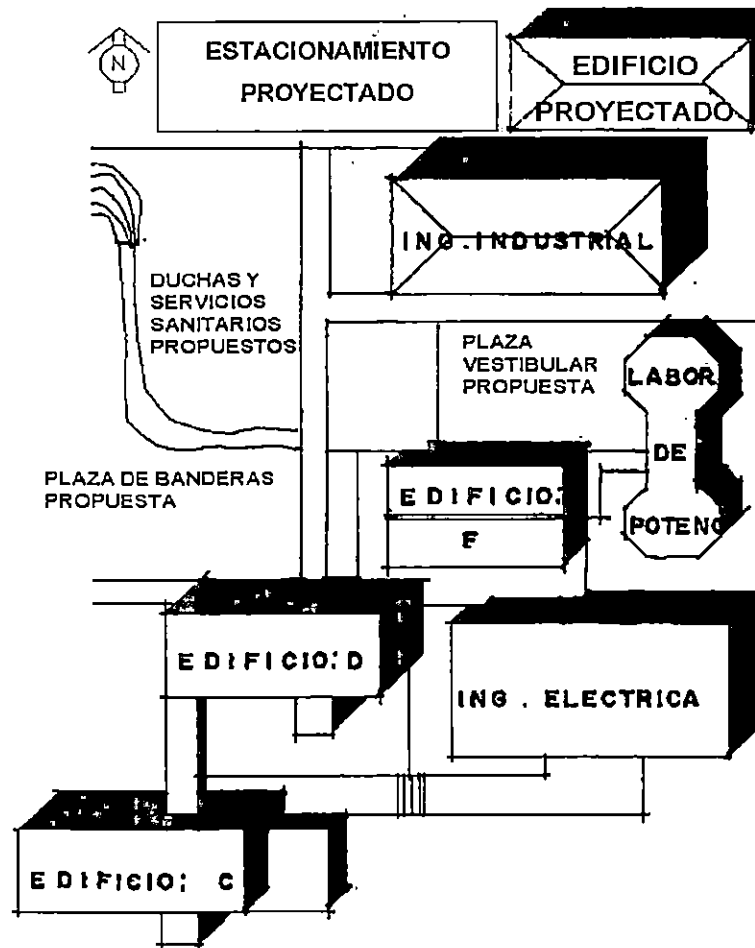 N
ESTACIONAMIENTO
PROYECTADO
EDIFICIO
PROYECTADO
ING. INDUSTRIAL
DUCHAS Y
SERVICIOS
SANITARIOS
PROPUESTOS
PLAZA
VESTIBULAR
PROPUESTA
LABOR
DE
POTENC
PLAZA DE BANDERAS
PROPUESTA
EDIFICIO:
F
EDIFICIO: D
ING. ELECTRICA
EDIFICIO: C